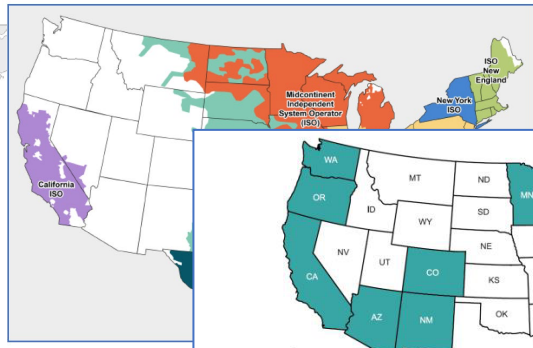 ISO
New
England
Midcontinent
Independent
System Operator
(ISO)
New York
ISO
California
ISO
WA
MT
ND
MN
OR
ID
SD
WY
NE
NV
UT
CO
KS
CA
AZ
NM
OK